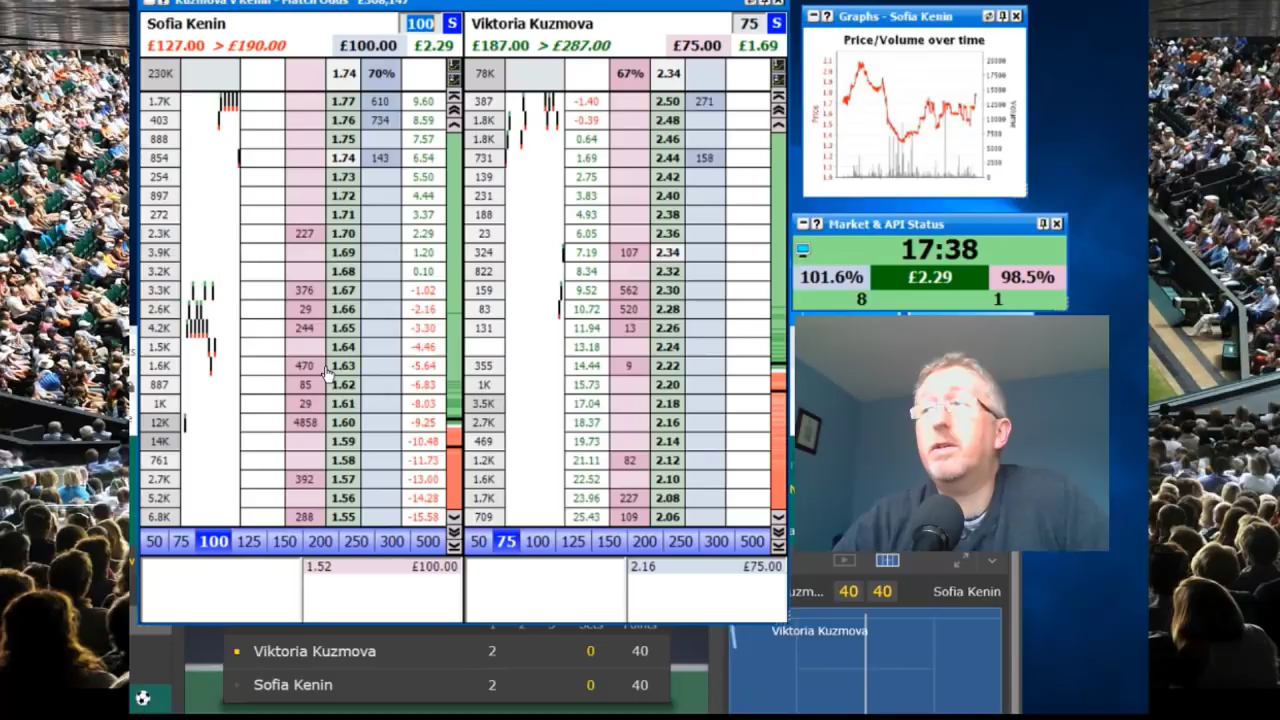 Sofia Kenin 100 S
£127.00 > £190.00 £100.00 £2.29
230K 1.74 70%
1.7K 1.77 610 9.60
403 1.76 734 8.59
888 1.75 7.57
854 1.74 143 6.54
254 1.73 5.50
897 1.72 4.44
272 1.71 3.37
2.3K 227 1.70 2.29
3.9K 1.69 1.20
3.2K 1.68 0.10
3.3K 376 1.67 -1.02
2.6K 29 1.66 -2.16
4.2K 244 1.65 -3.30
1.5K 1.64 -4.46
1.6K 470 1.63 -5.64
887 85 1.62 -6.83
1K 29 1.61 -8.03
12K 4858 1.60 -9.25
14K 1.59 -10.48
761 1.58 -11.73
2.7K 392 1.57 -13.00
5.2K 1.56 -14.28
6.8K 288 1.55 -15.58
50 75 100 125 150 200 250 300 500
1.52 £100.00
Viktoria Kuzmova 75 S
£187.00 > £287.00 £75.00 £1.69
78K 67% 2.34
387 -1.40 2.50 271
1.8K -0.39 2.48
1.8K 0.64 2.46
731 1.69 2.44 158
139 2.75 2.42
197 3.83 2.40
188 4.93 2.38
23 6.05 2.36
324 7.19 107 2.34
822 8.34 2.32
159 9.52 562 2.30
83 10.72 520 2.28
131 11.94 13 2.26
13.18 2.24
355 14.44 9 2.22
1K 15.73 2.20
3.5K 17.04 2.18
2.7K 18.37 2.16
469 19.73 2.14
1.2K 21.11 82 2.12
1.6K 22.52 2.10
1.7K 23.96 227 2.08
709 25.43 109 2.06
50 75 100 125 150 200 250 300 500
2.16 £75.00
Graphs - Sofia Kenin
Price/Volume over time
Price
Volume
Market & API Status
17:38
101.6% £2.29 98.5%
8 1
40 40 Sofia Kenin
Viktoria Kuzmova
Viktoria Kuzmova 2 0 40
Sofia Kenin 2 0 40